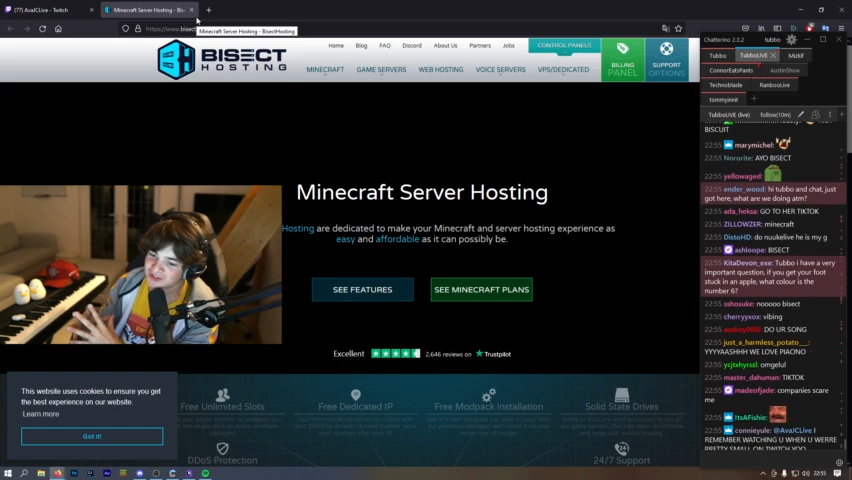 (1) AvaJCLive - Twitch
Minecraft Server Hosting - Bis
https://www.bisect
Minecraft Server Hosting - BisectHosting
BISECT
HOSTING
Home Blog FAQ Discord About Us Partners Jobs
CONTROL PANELS
MINECRAFT GAME SERVERS WEB HOSTING VOICE SERVERS VPS/DEDICATED
BILLING
PANEL
SUPPORT
OPTIONS
Minecraft Server Hosting
Hosting are dedicated to make your Minecraft and server hosting experience as
easy and affordable as it can possibly be.
SEE FEATURES
SEE MINECRAFT PLANS
Excellent 2,646 reviews on Trustpilot
This website uses cookies to ensure you get
the best experience on our website.
Learn more
Got it!
Free Unlimited Slots
Free Dedicated IP
Free Modpack Installation
Solid State Drives
DDoS Protection
24/7 Support
Chatterino 2.3.2 tubbo
Tubbo TubboLIVE Mizkif
ConnorEatsPants AustinShow
Technoblade RanbooLive
tommyinnit
TubboLIVE (live) follow(10m)
BISCUIT
22:55 marymichel:
22:55 Nororite: AYO BISECT
22:55 yellowaged:
22:55 ender_wood: hi tubbo and chat, just
got here, what are we doing atm?
22:55 ada_heksa: GO TO HER TIKTOK
22:55 ZILLOWZER: minecraft
22:55 DistoHD: do nuukelive he is my g
22:55 ashloope: BISECT
22:55 KitaDevon_exe: Tubbo i have a very
important question, if you get your foot
stuck in an apple, what colour is the
number 6?
22:55 sshosuke: nooooo bisect
22:55 cherryyxox: vibing
22:55 audrey0402: DO UR SONG
22:55 just_a_harmless_potato___:
YYYYAASHHH WE LOVE PIAONO
22:55 ycjtxhyrssl: omgelul
22:55 master_dahuman: TIKTOK
22:55 madeofjade: companies scare
me
22:55 ItsAFishie:
22:55 connieyule: @AvaJCLive I
REMEMBER WATCHING U WHEN U WERRE
PRETTY SMALL ON TWITCH YOO
22:55